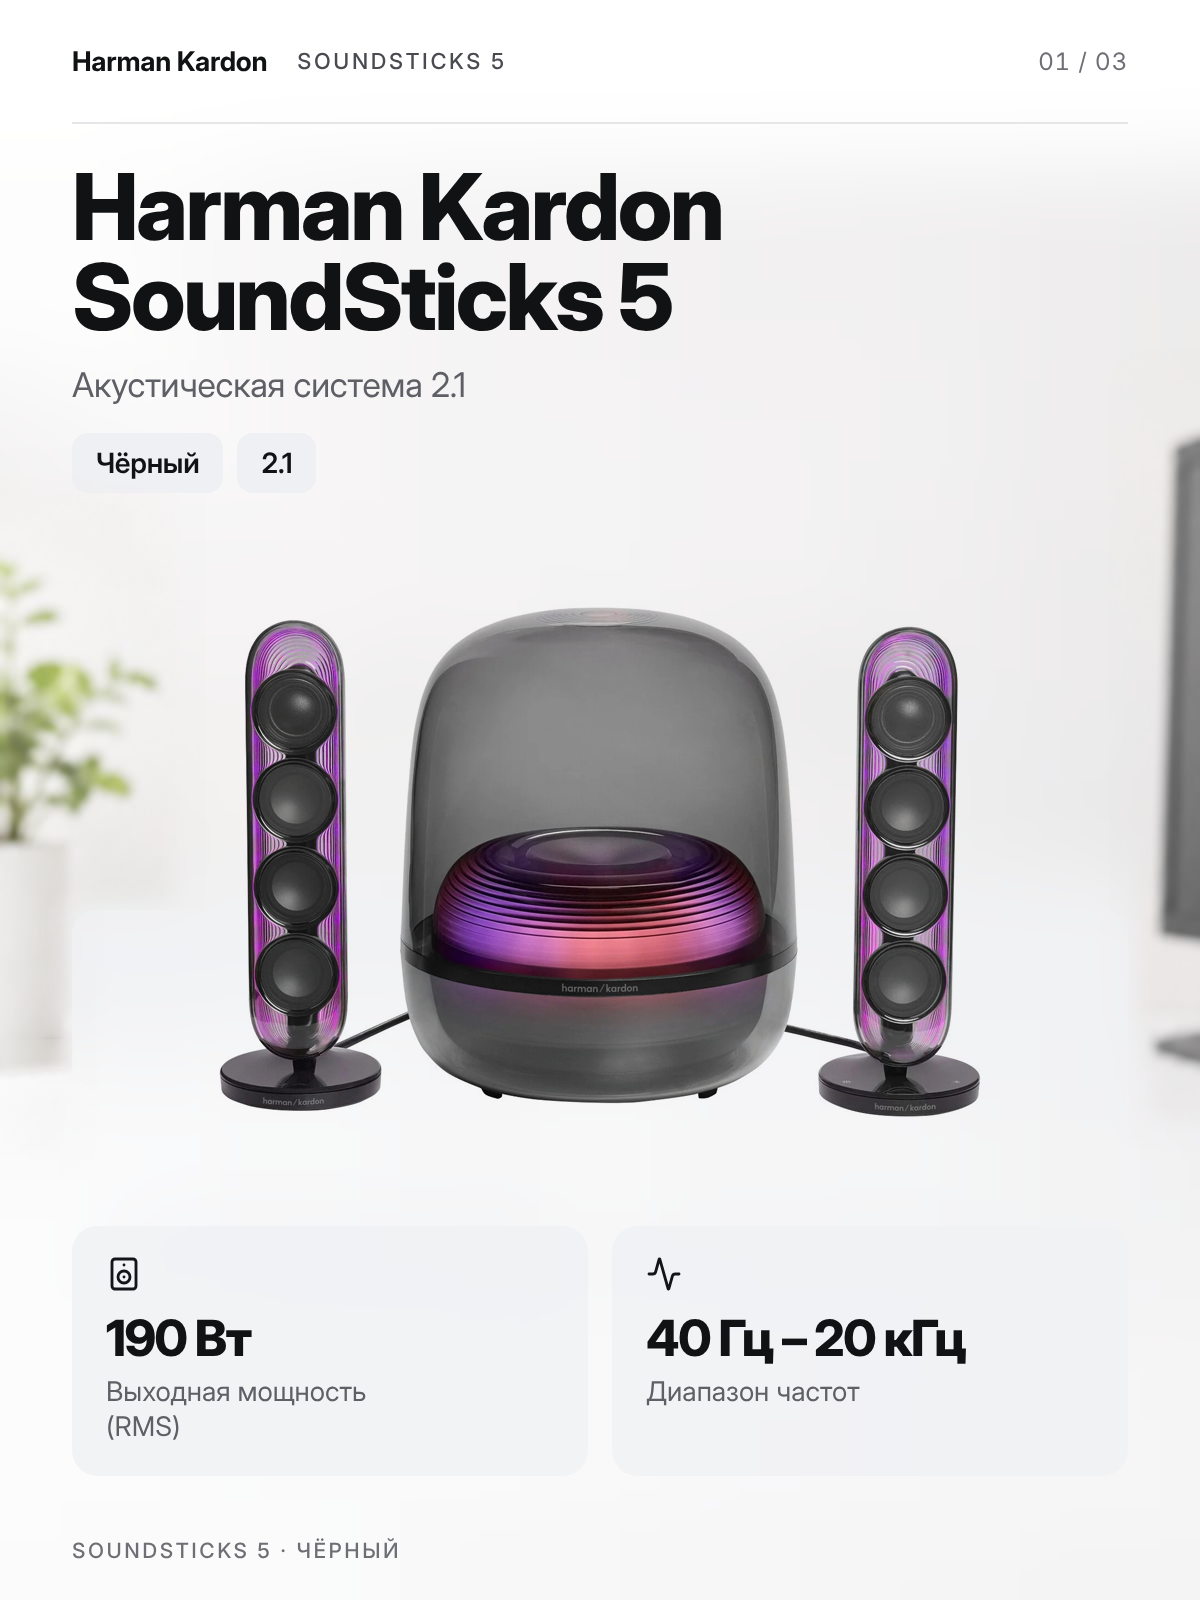 Harman Kardon SOUNDSTICKS 5 01 / 03
Harman Kardon
SoundSticks 5
Акустическая система 2.1
Чёрный 2.1
harman/kardon
harman/kardon
harman/kardon
190 Вт
Выходная мощность
(RMS)
40 Гц – 20 кГц
Диапазон частот
SOUNDSTICKS 5 · ЧЁРНЫЙ